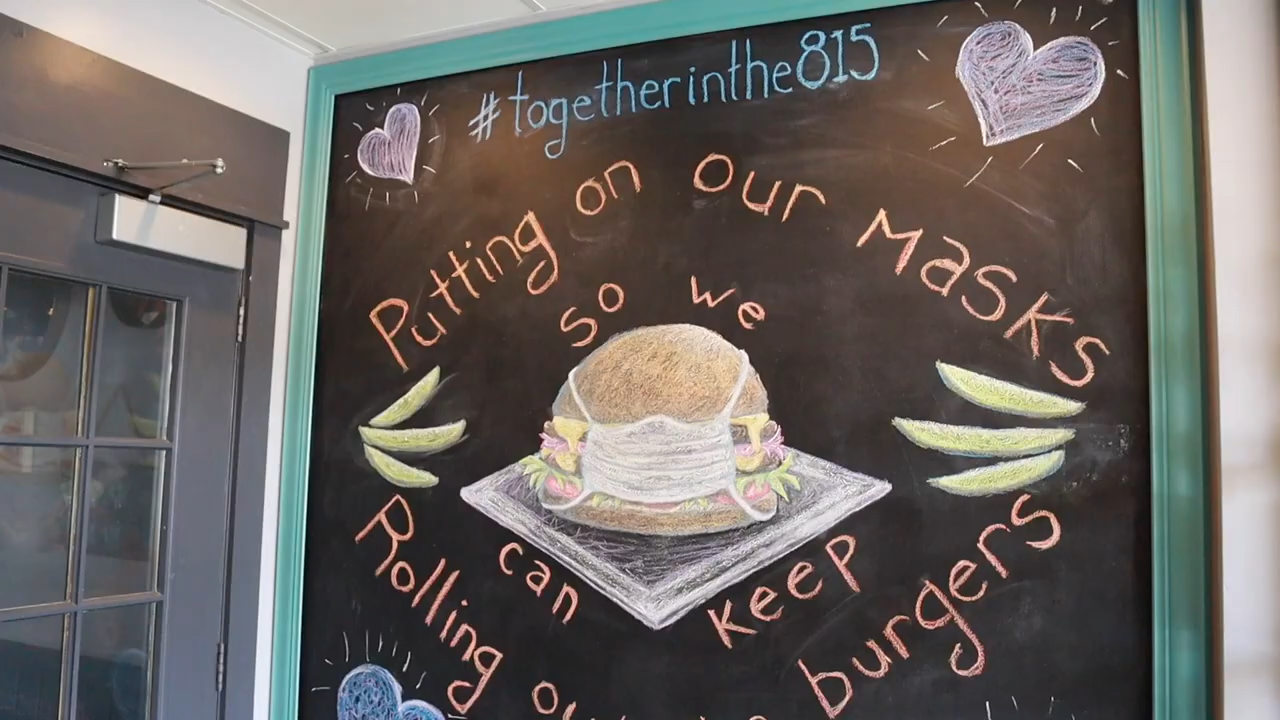 #togetherinthe815
Putting on our Masks
so we
can keep
Rolling
burgers